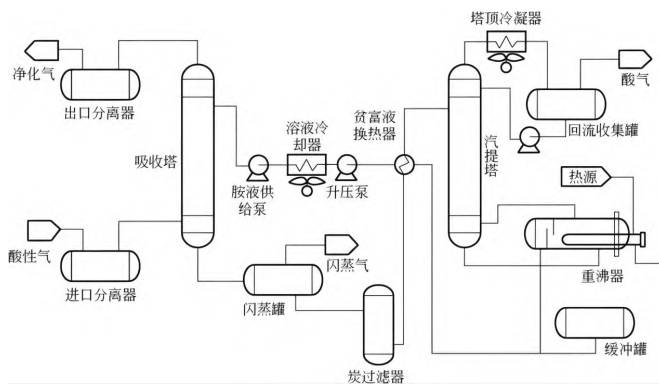 塔顶冷凝器
净化气
酸气
出口分离器
溶液冷
却器
贫富液
换热器
回流收集罐
吸收塔
汽提塔
热源
胺液供
给泵
升压泵
酸性气
闪蒸气
重沸器
进口分离器
闪蒸罐
缓冲罐
炭过滤器